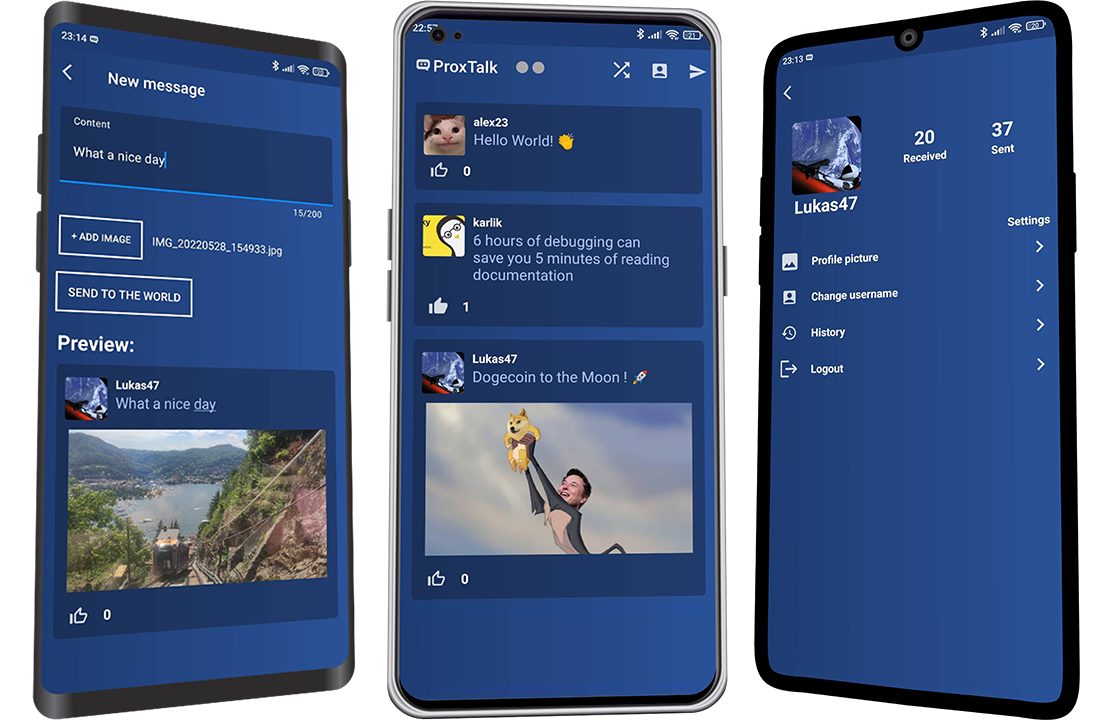 23:14
20
New message
Content
What a nice day
15/200
+ ADD IMAGE
IMG_20220528_154933.jpg
SEND TO THE WORLD
Preview:
Lukas47
What a nice day
0
22:57
21
ProxTalk
alex23
Hello World! 👏
0
karlik
6 hours of debugging can
save you 5 minutes of reading
documentation
1
Lukas47
Dogecoin to the Moon ! 🚀
0
23:13
20
20
Received
37
Sent
Lukas47
Settings
Profile picture
Change username
History
Logout